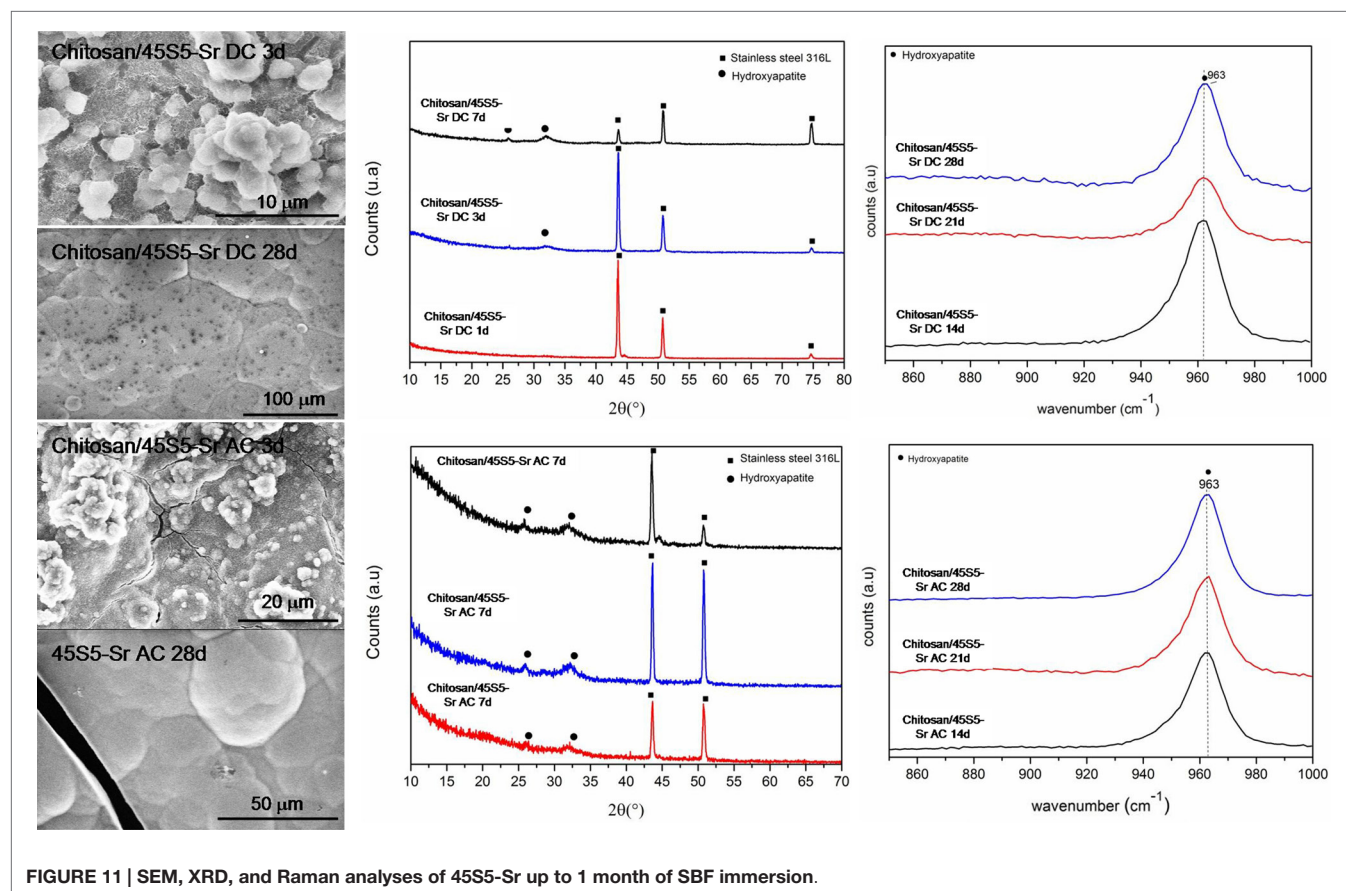 Chitosan/45S5-Sr DC 3d
10 µm
Chitosan/45S5-Sr DC 28d
100 µm
Chitosan/45S5-Sr AC 3d
20 µm
45S5-Sr AC 28d
50 µm
Stainless steel 316L
Hydroxyapatite
Chitosan/45S5-
Sr DC 7d
Chitosan/45S5-
Sr DC 3d
Chitosan/45S5-
Sr DC 1d
Counts (u.a)
10 15 20 25 30 35 40 45 50 55 60 65 70 75 80
2θ(°)
Hydroxyapatite
963
Chitosan/45S5-
Sr DC 28d
Chitosan/45S5-
Sr DC 21d
Chitosan/45S5-
Sr DC 14d
counts (a.u)
860 880 900 920 940 960 980 1000
wavenumber (cm-1)
Chitosan/45S5-Sr AC 7d
Stainless steel 316L
Hydroxyapatite
Chitosan/45S5-
Sr AC 7d
Chitosan/45S5-
Sr AC 7d
Counts (a.u)
10 15 20 25 30 35 40 45 50 55 60 65 70
2θ(°)
Hydroxyapatite
963
Chitosan/45S5-
Sr AC 28d
Chitosan/45S5-
Sr AC 21d
Chitosan/45S5-
Sr AC 14d
counts (a.u)
860 880 900 920 940 960 980 1000
wavenumber (cm-1)
FIGURE 11 | SEM, XRD, and Raman analyses of 45S5-Sr up to 1 month of SBF immersion.